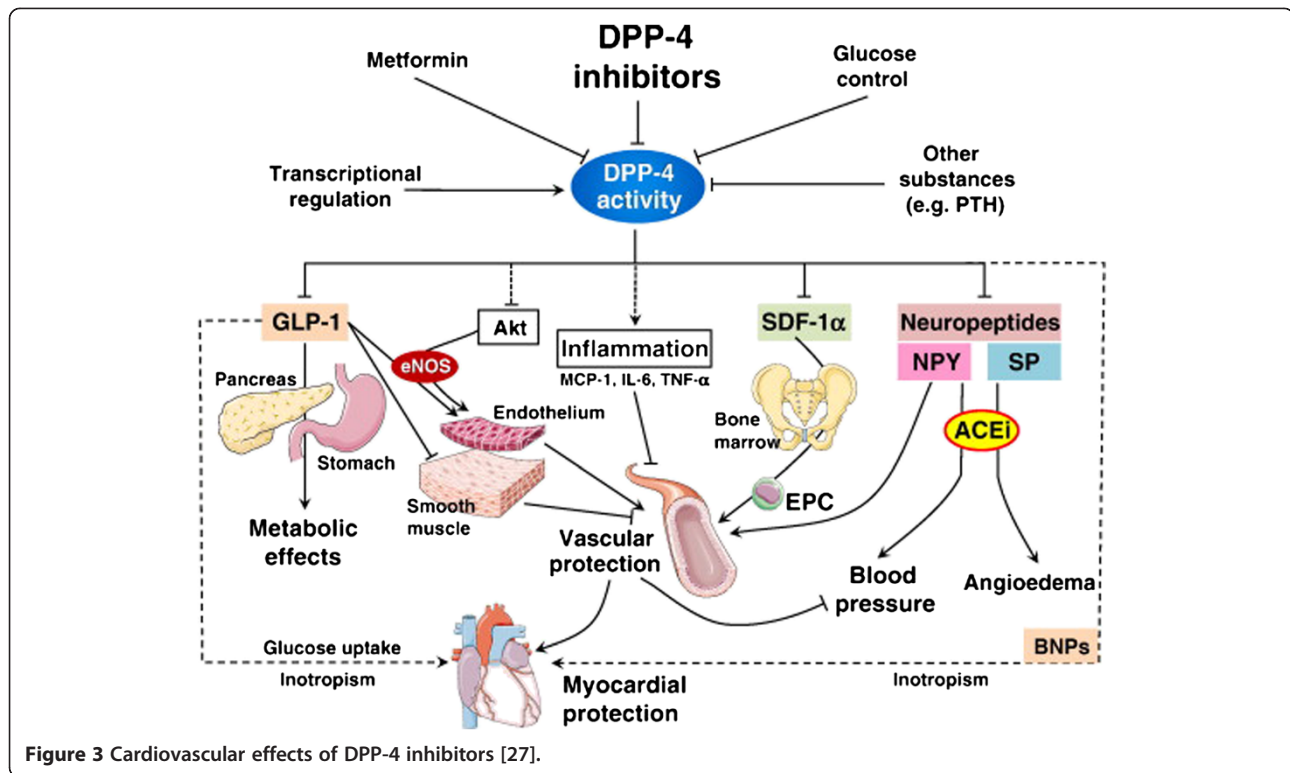 DPP-4
inhibitors
Metformin
Glucose
control
Transcriptional
regulation
DPP-4
activity
Other
substances
(e.g. PTH)
GLP-1
Akt
eNOS
Inflammation
MCP-1, IL-6, TNF-α
SDF-1α
Neuropeptides
NPY
SP
Pancreas
Stomach
Endothelium
Bone
marrow
ACEi
Smooth
muscle
EPC
Metabolic
effects
Vascular
protection
Blood
pressure
Angioedema
Glucose uptake
Inotropism
Myocardial
protection
BNPs
Inotropism
Figure 3 Cardiovascular effects of DPP-4 inhibitors [27].